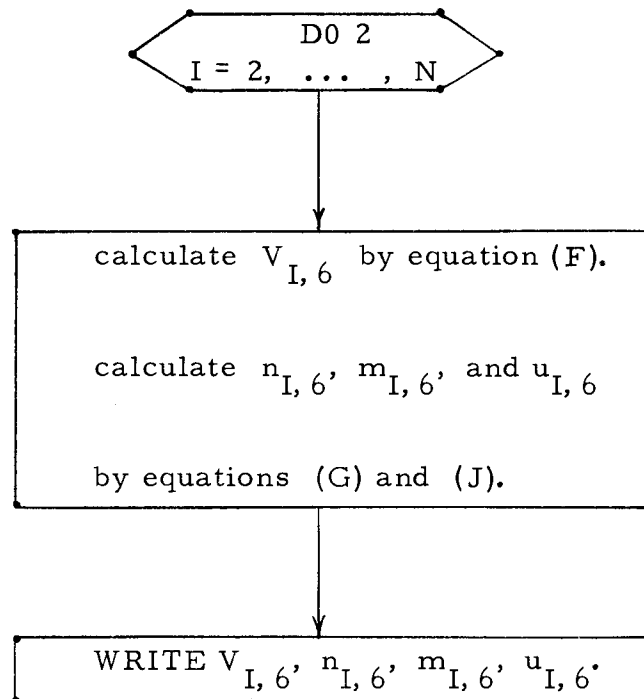 DO 2
I = 2, ... , N
calculate V_{I, 6} by equation (F).
calculate n_{I, 6}, m_{I, 6}, and u_{I, 6}
by equations (G) and (J).
WRITE V_{I, 6}, n_{I, 6}, m_{I, 6}, u_{I, 6}.